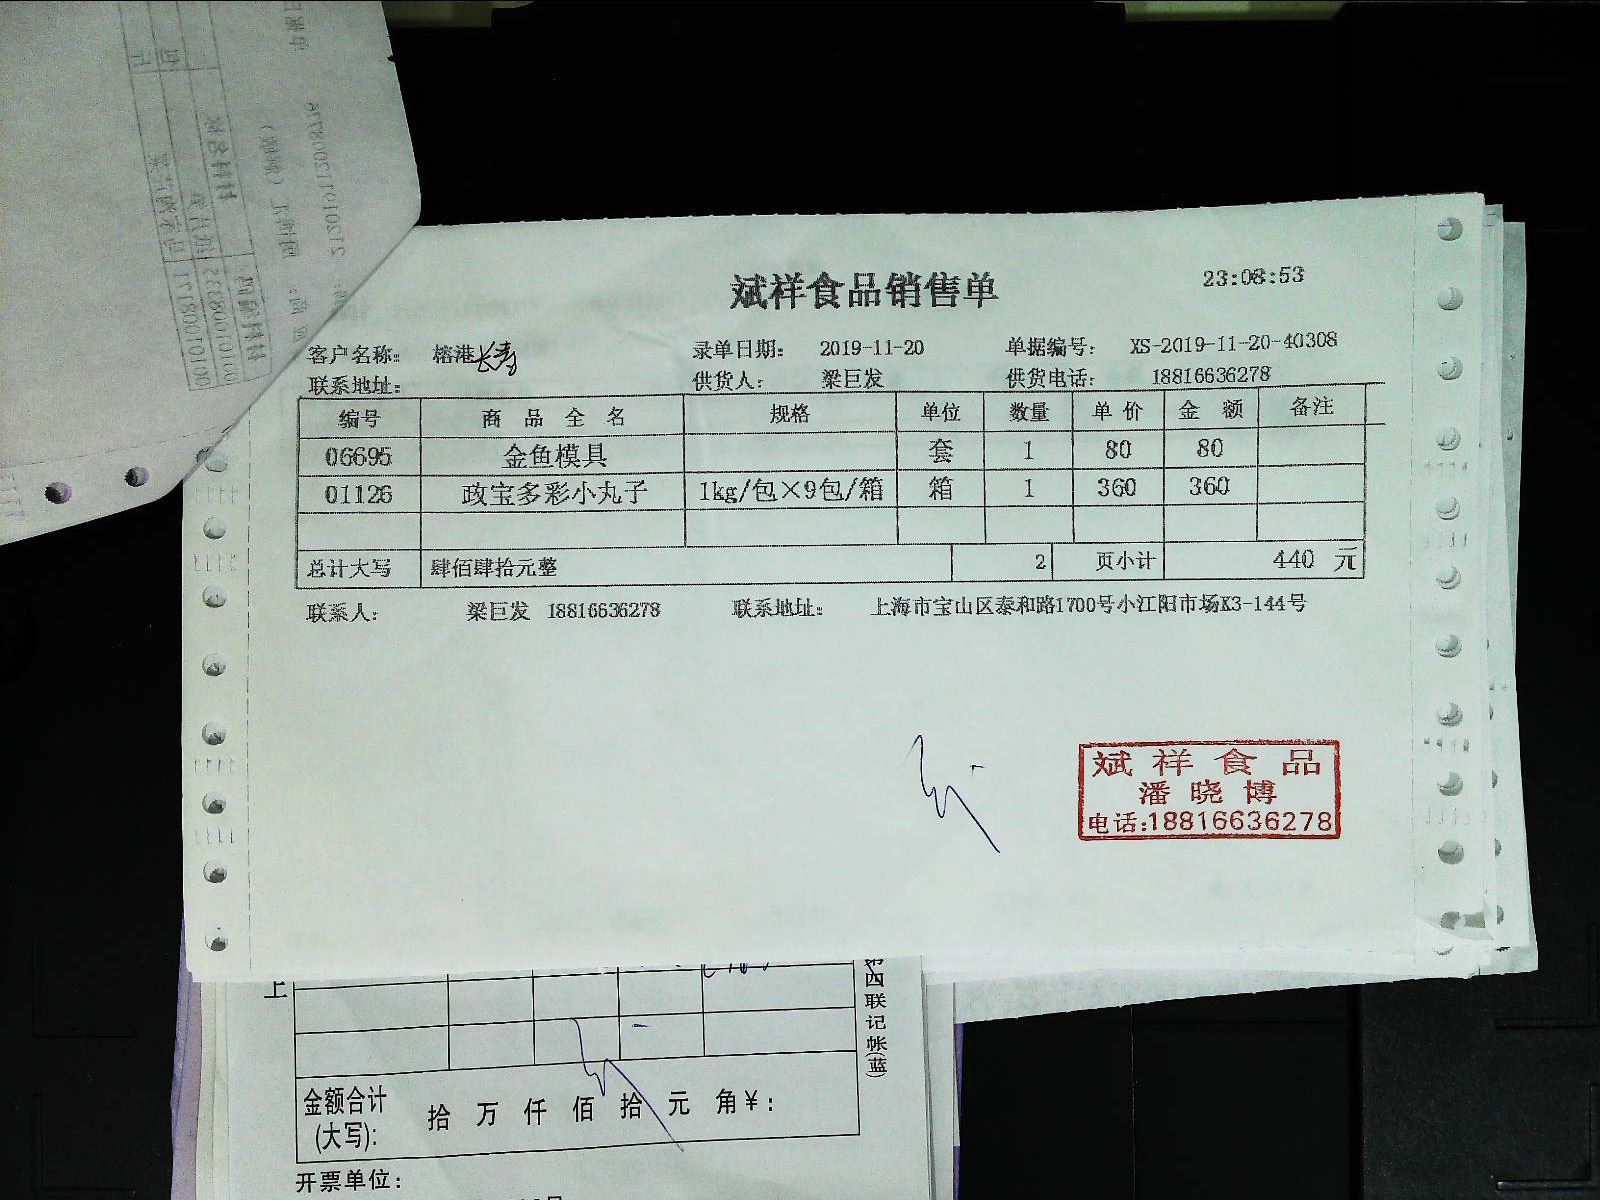 斌祥食品销售单
23:08:53
客户名称: 榕港长寿 录单日期: 2019-11-20 单据编号: XS-2019-11-20-40308
联系地址: 供货人: 梁巨发 供货电话: 18816636278
编号 商品全名 规格 单位 数量 单价 金额 备注
06695 金鱼模具 套 1 80 80
01126 政宝多彩小丸子 1kg/包×9包/箱 箱 1 360 360
总计大写 肆佰肆拾元整 2 页小计 440 元
联系人: 梁巨发 18816636278 联系地址: 上海市宝山区泰和路1700号小江阳市场X3-144号
斌祥食品
潘晓博
电话:18816636278
上
四联记帐(蓝)
金额合计
(大写): 拾 万 仟 佰 拾 元 角¥:
开票单位: